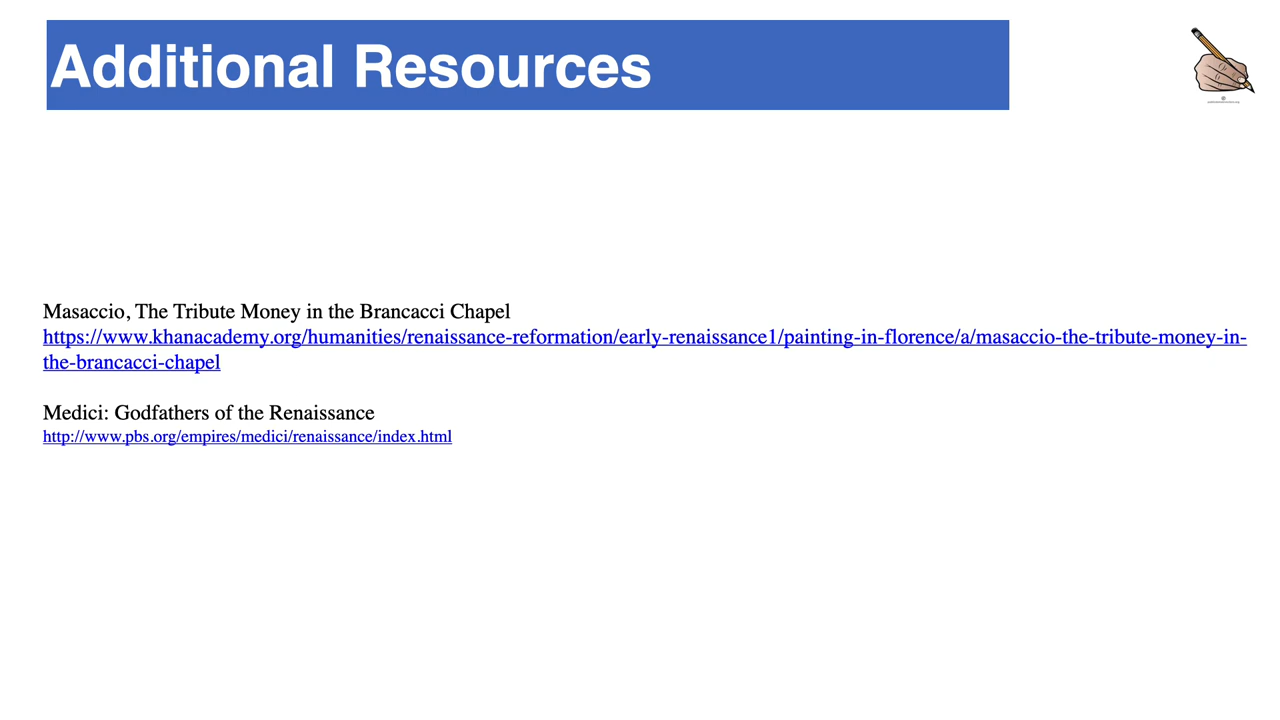 Additional Resources
Masaccio, The Tribute Money in the Brancacci Chapel
https://www.khanacademy.org/humanities/renaissance-reformation/early-renaissance1/painting-in-florence/a/masaccio-the-tribute-money-in-
the-brancacci-chapel
Medici: Godfathers of the Renaissance
http://www.pbs.org/empires/medici/renaissance/index.html